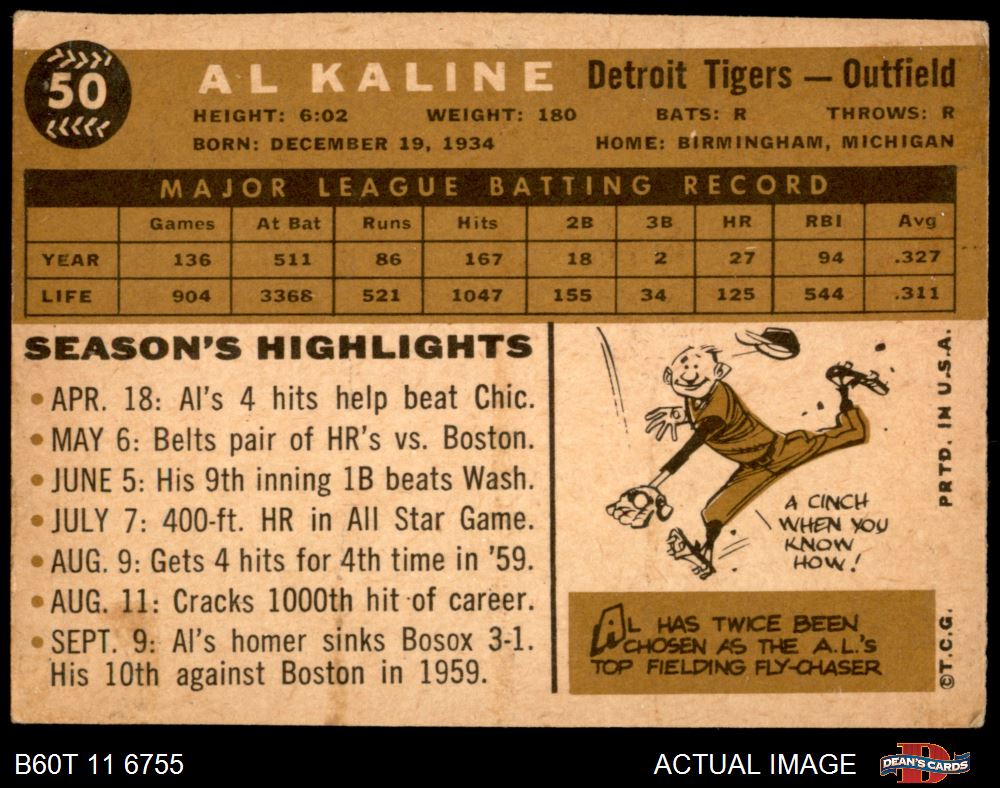 50
AL KALINE Detroit Tigers — Outfield
HEIGHT: 6:02 WEIGHT: 180 BATS: R THROWS: R
BORN: DECEMBER 19, 1934 HOME: BIRMINGHAM, MICHIGAN
MAJOR LEAGUE BATTING RECORD
Games At Bat Runs Hits 2B 3B HR RBI Avg
YEAR 136 511 86 167 18 2 27 94 .327
LIFE 904 3368 521 1047 155 34 125 544 .311
SEASON'S HIGHLIGHTS
• APR. 18: Al's 4 hits help beat Chic.
• MAY 6: Belts pair of HR's vs. Boston.
• JUNE 5: His 9th inning 1B beats Wash.
• JULY 7: 400-ft. HR in All Star Game.
• AUG. 9: Gets 4 hits for 4th time in '59.
• AUG. 11: Cracks 1000th hit of career.
• SEPT. 9: Al's homer sinks Bosox 3-1.
His 10th against Boston in 1959.
A CINCH
WHEN YOU
KNOW
HOW!
AL HAS TWICE BEEN
CHOSEN AS THE A.L.'S
TOP FIELDING FLY-CHASER
PRTD. IN U.S.A.
©T.C.G.
B60T 11 6755 ACTUAL IMAGE
DEAN'S CARDS